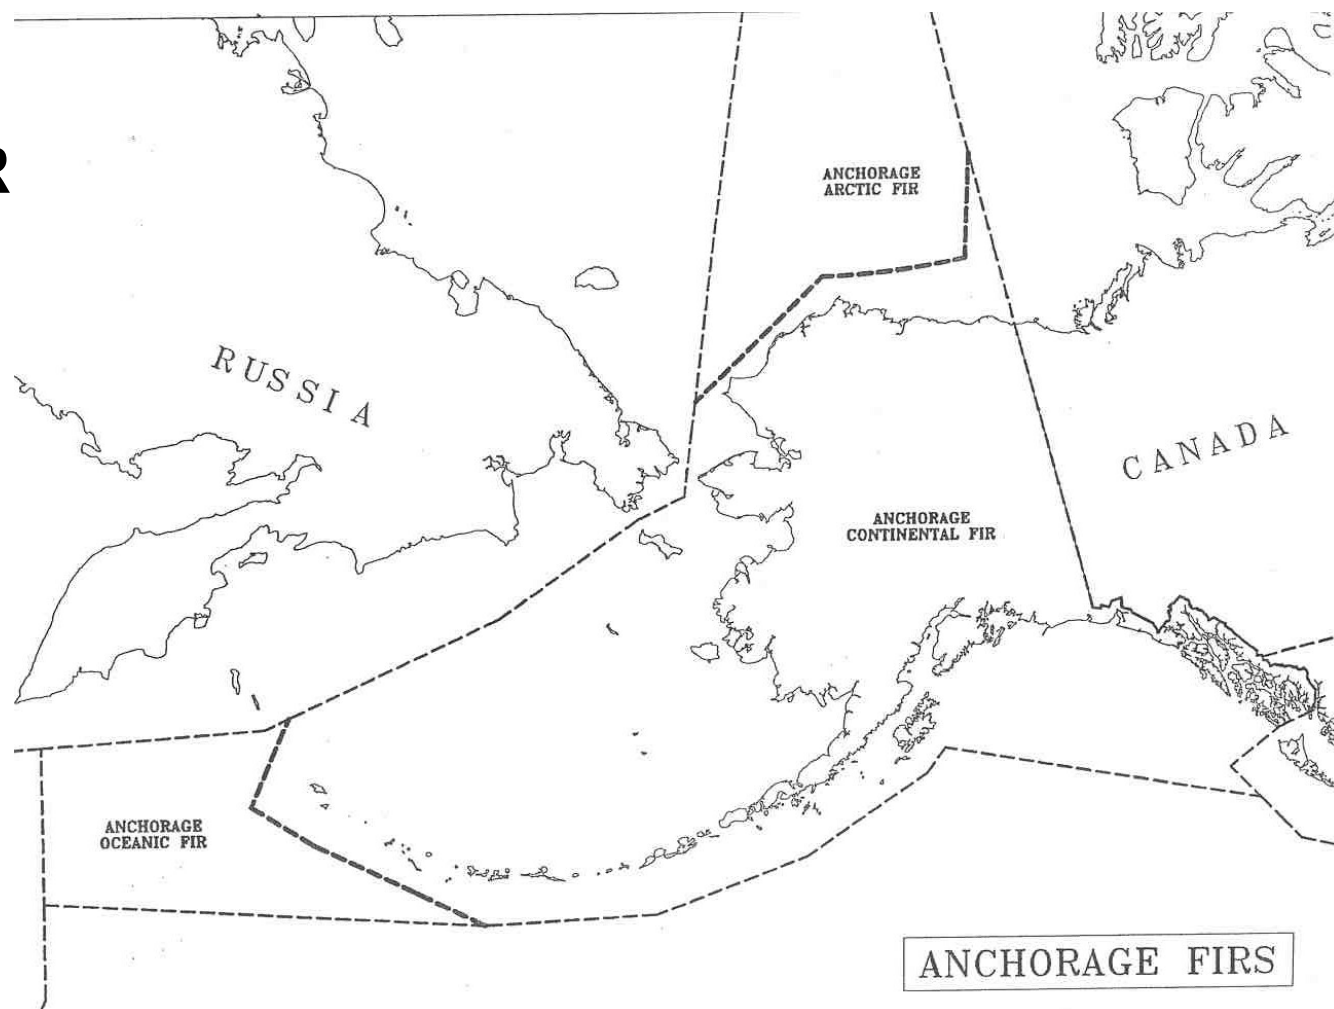 R
ANCHORAGE
ARCTIC FIR
RUSSIA
CANADA
ANCHORAGE
CONTINENTAL FIR
ANCHORAGE
OCEANIC FIR
ANCHORAGE FIRS